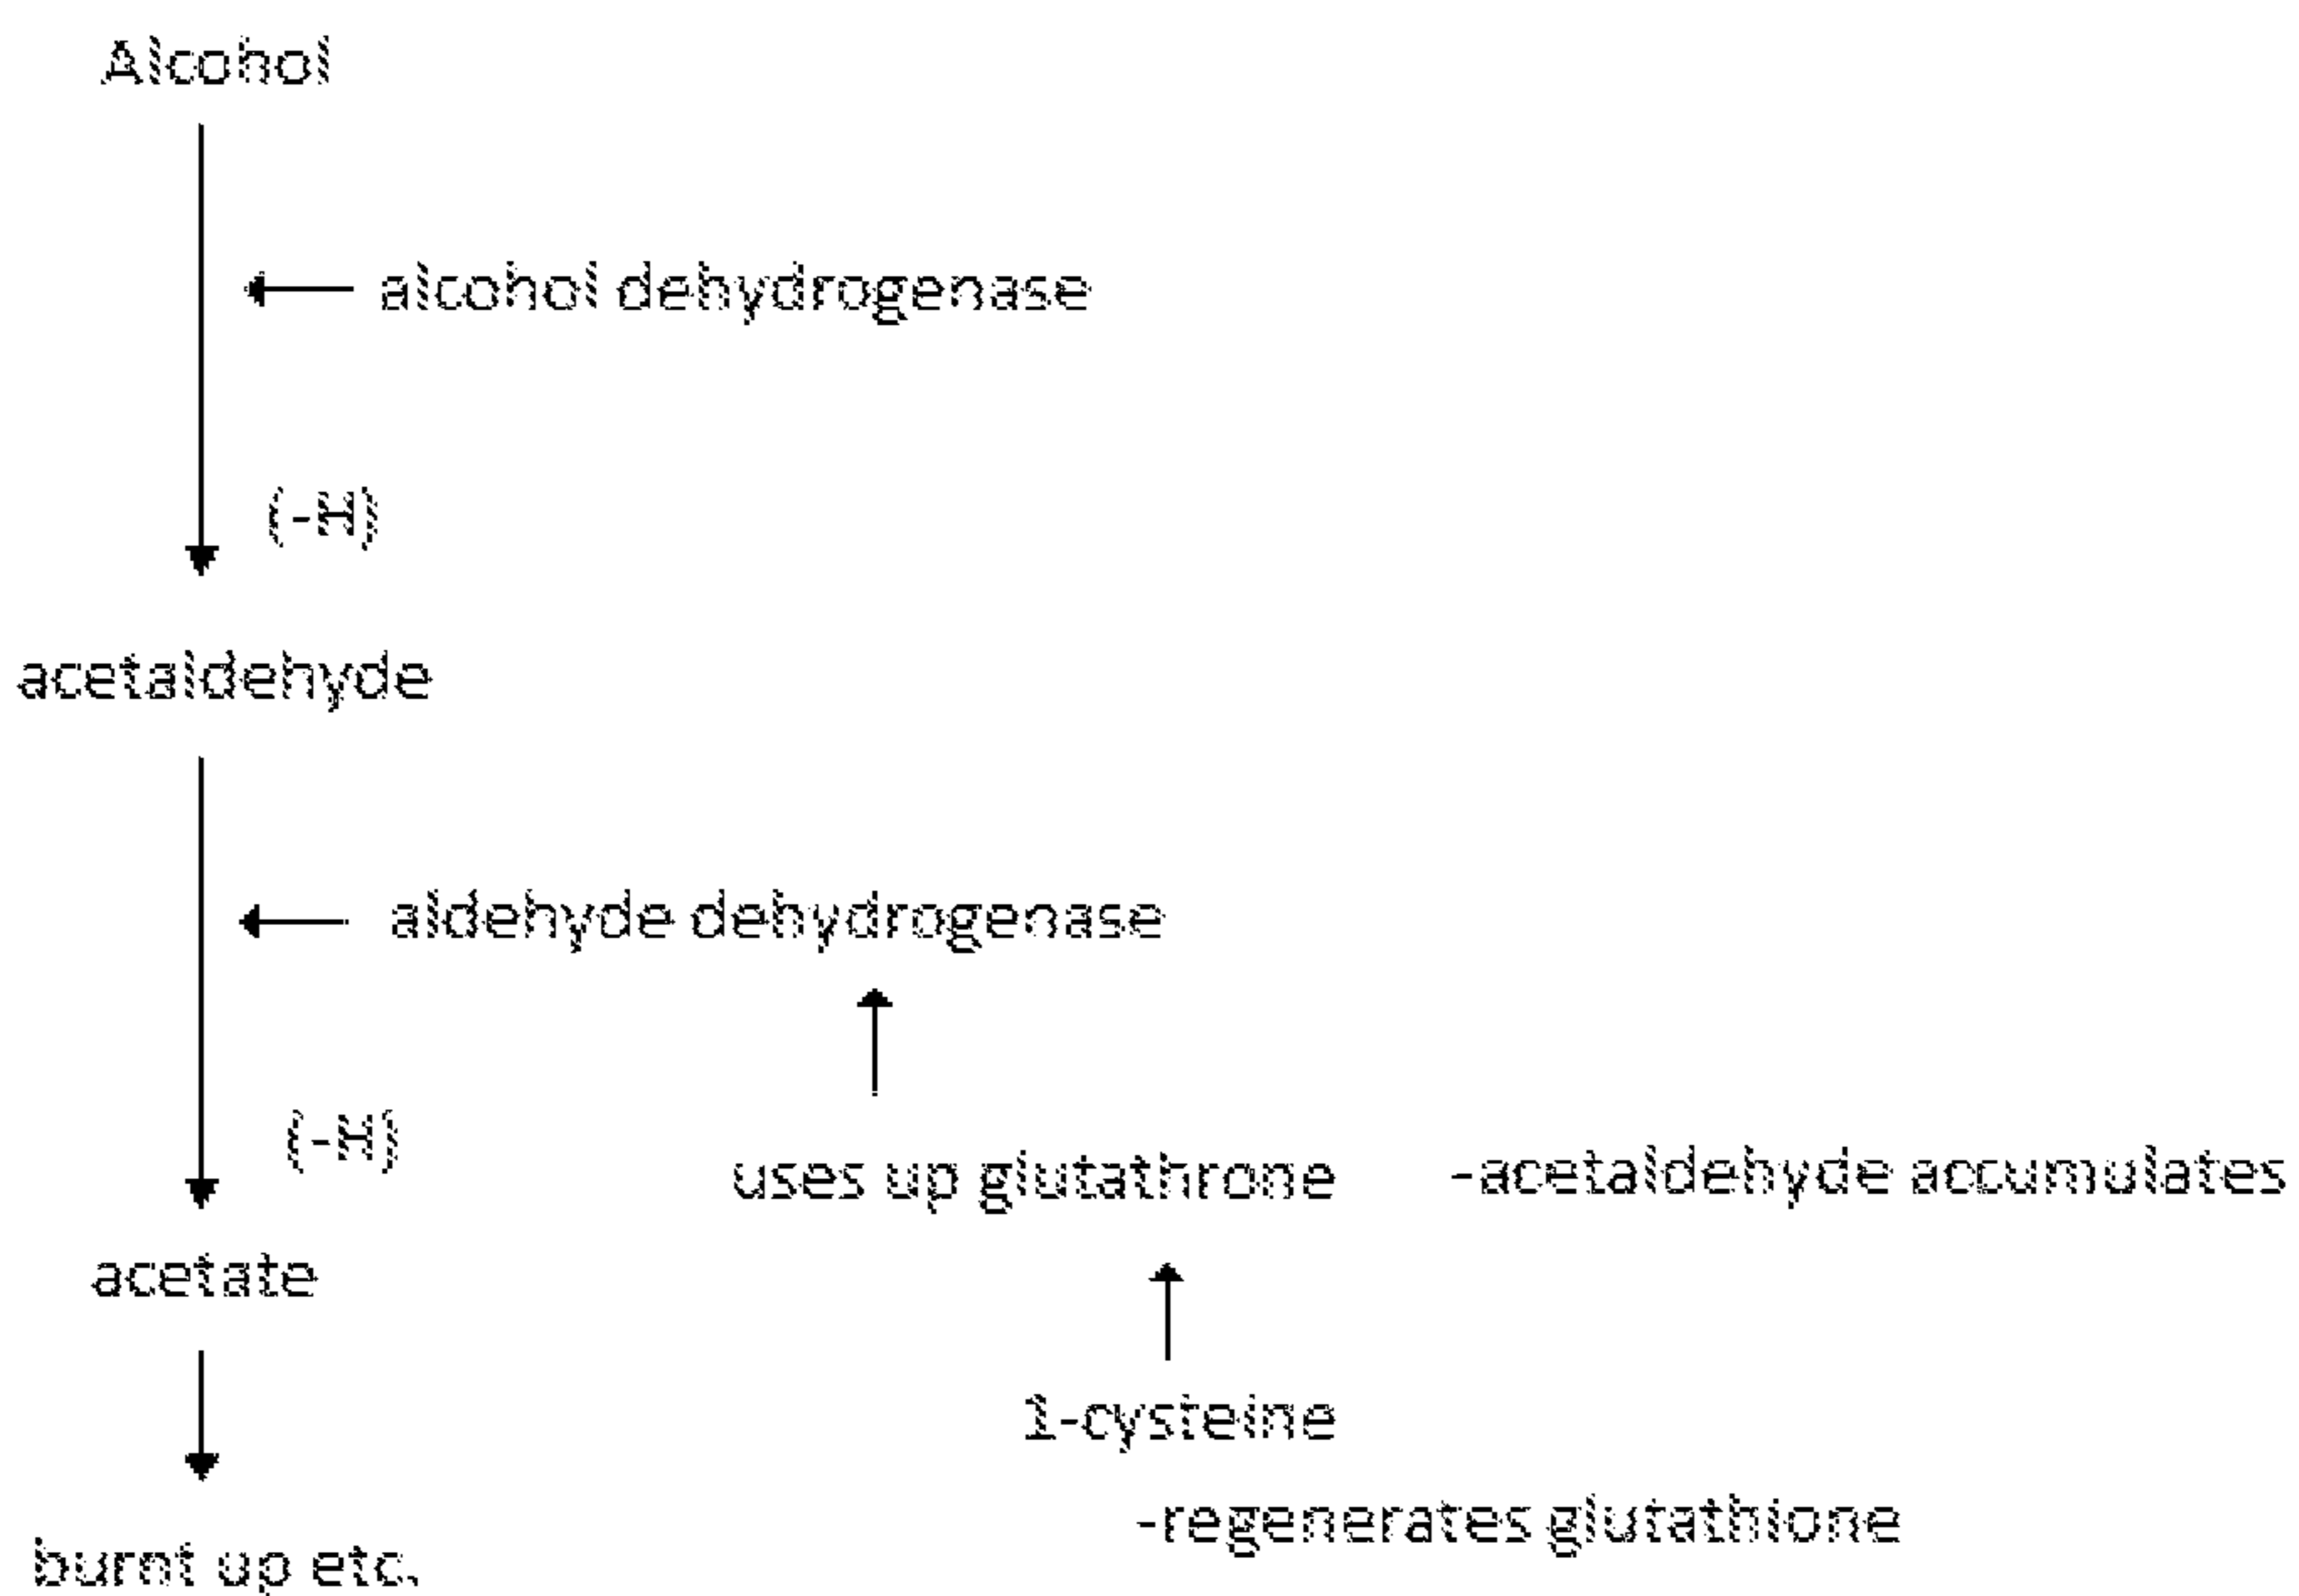 Alcohol
alcohol dehydrogenase
(-H)
acetaldehyde
aldehyde dehydrogenase
(-H)
uses up glutathrone -acetaldehyde accumulates
acetate
1-cysteine
-regenerates glutathione
burnt up etc.